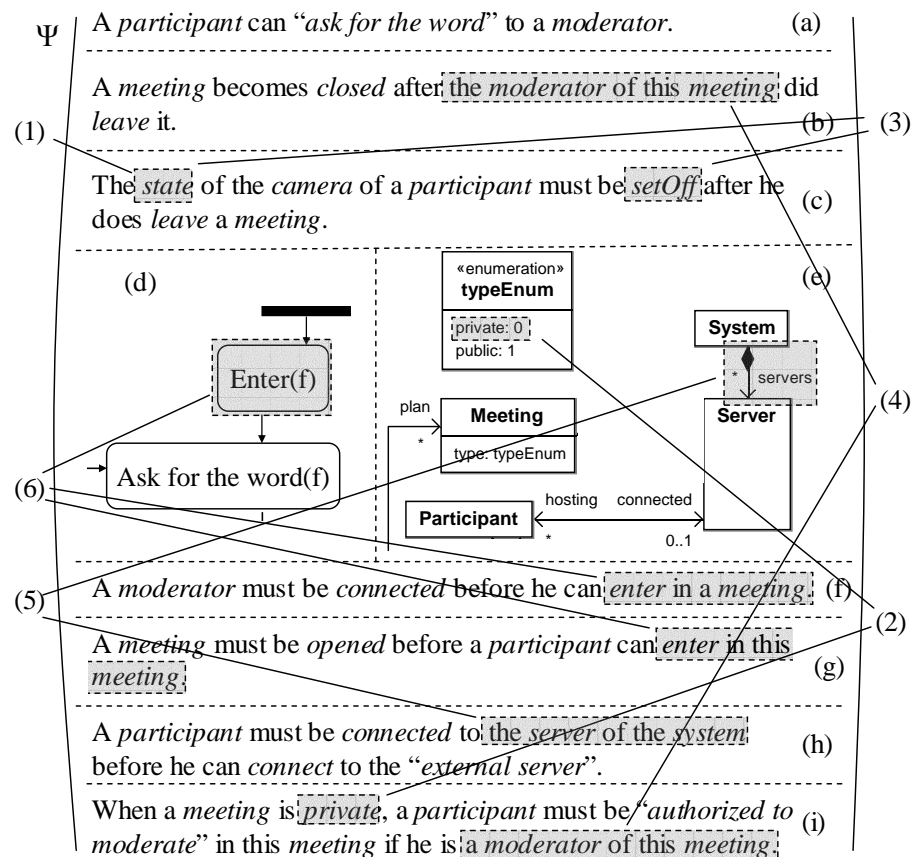 Ψ
A participant can “ask for the word” to a moderator. (a)
A meeting becomes closed after the moderator of this meeting did
leave it.
(b)
(1)
(3)
The state of the camera of a participant must be setOff after he
does leave a meeting.
(c)
(d)
Enter(f)
Ask for the word(f)
(e)
«enumeration»
typeEnum
private: 0
public: 1
System
* servers
Server
plan
*
Meeting
type: typeEnum
hosting connected
Participant
* 0..1
(4)
(6)
(5)
(2)
A moderator must be connected before he can enter in a meeting. (f)
A meeting must be opened before a participant can enter in this
meeting.
(g)
A participant must be connected to the server of the system
before he can connect to the “external server”.
(h)
When a meeting is private, a participant must be “authorized to
moderate” in this meeting if he is a moderator of this meeting.
(i)